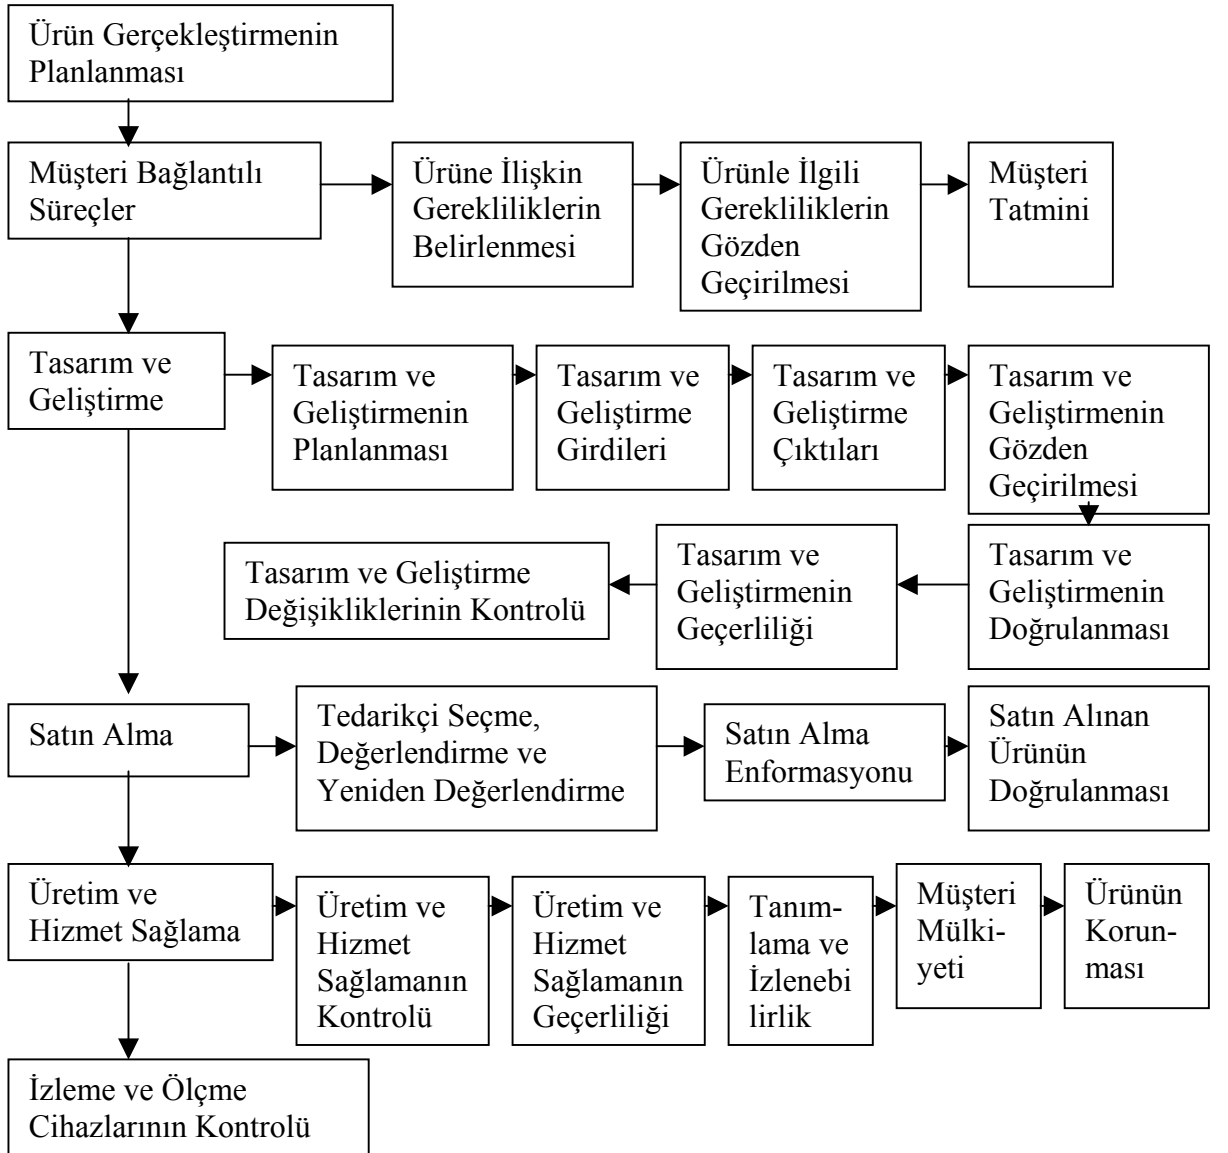 Ürün Gerçekleştirmenin
Planlanması
Müşteri Bağlantılı
Süreçler
Ürüne İlişkin
Gerekliliklerin
Belirlenmesi
Ürünle İlgili
Gerekliliklerin
Gözden
Geçirilmesi
Müşteri
Tatmini
Tasarım ve
Geliştirme
Tasarım ve
Geliştirmenin
Planlanması
Tasarım ve
Geliştirme
Girdileri
Tasarım ve
Geliştirme
Çıktıları
Tasarım ve
Geliştirmenin
Gözden
Geçirilmesi
Tasarım ve
Geliştirmenin
Doğrulanması
Tasarım ve
Geliştirmenin
Geçerliliği
Tasarım ve Geliştirme
Değişikliklerinin Kontrolü
Satın Alma
Tedarikçi Seçme,
Değerlendirme ve
Yeniden Değerlendirme
Satın Alma
Enformasyonu
Satın Alınan
Ürünün
Doğrulanması
Üretim ve
Hizmet Sağlama
Üretim ve
Hizmet
Sağlamanın
Kontrolü
Üretim ve
Hizmet
Sağlamanın
Geçerliliği
Tanım-
lama ve
İzlenebi
lirlik
Müşteri
Mülki-
yeti
Ürünün
Korun-
ması
İzleme ve Ölçme
Cihazlarının Kontrolü